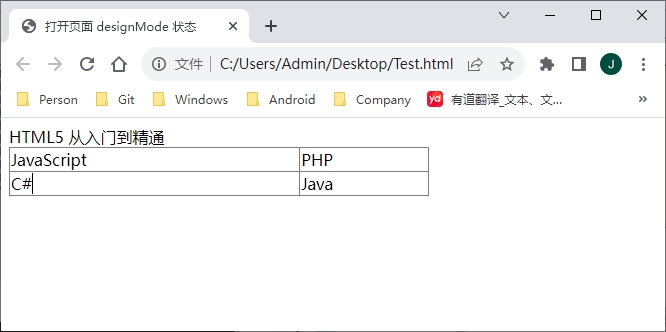 打开页面 designMode 状态
文件 C:/Users/Admin/Desktop/Test.html
J
Person Git Windows Android Company yd 有道翻译_文本、文... »
HTML5 从入门到精通
JavaScript PHP
C# Java